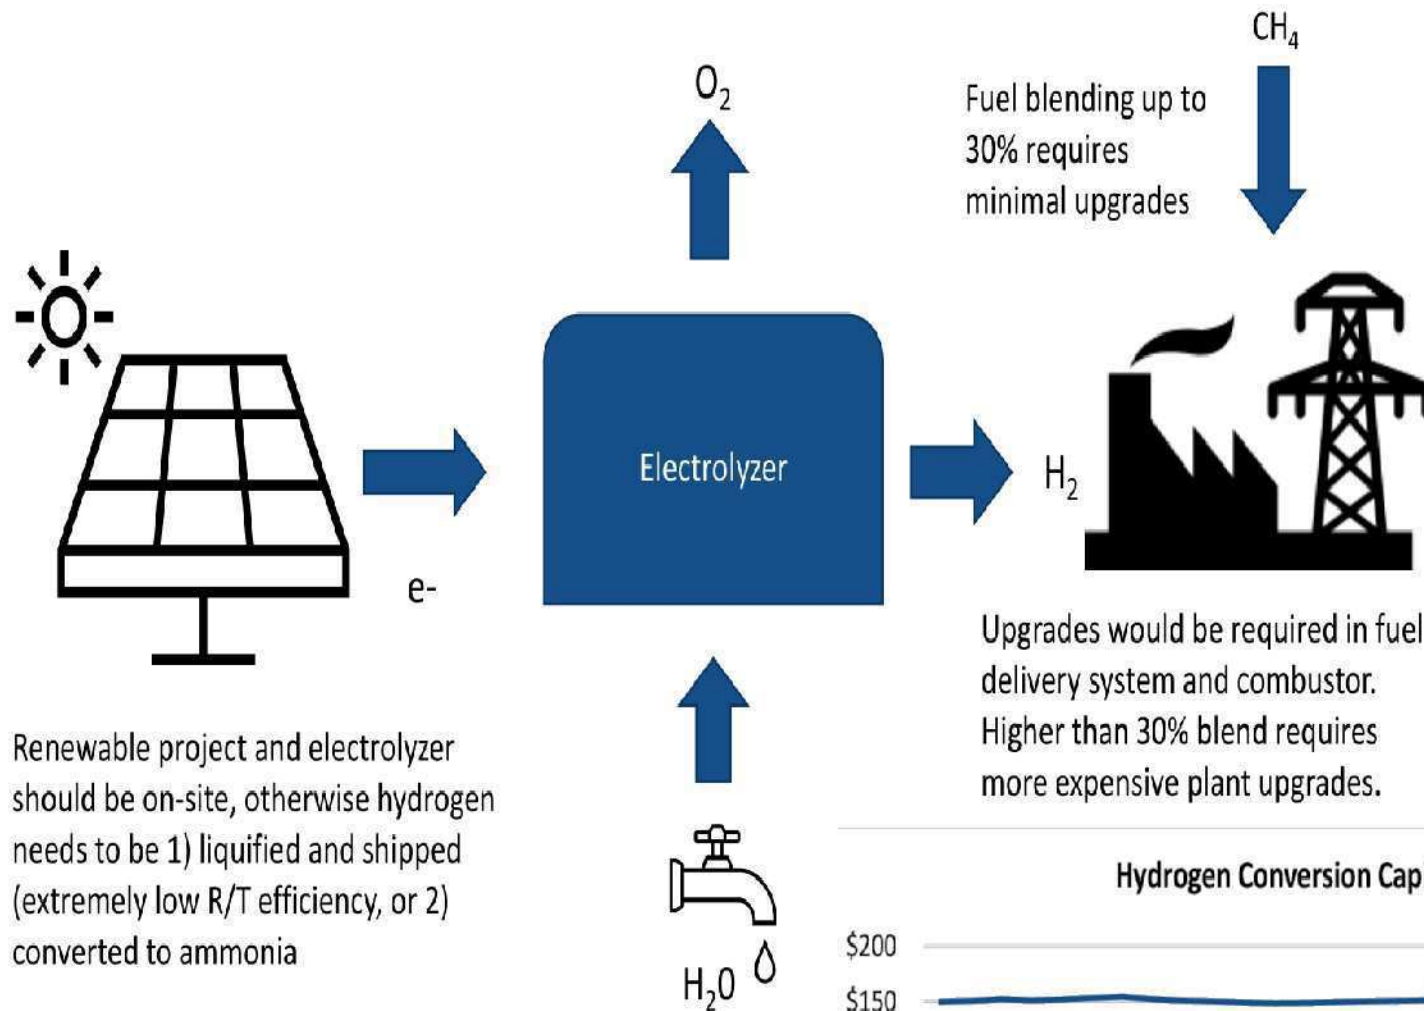 CH₄
O₂
Fuel blending up to
30% requires
minimal upgrades
Electrolyzer
H₂
e-
Upgrades would be required in fuel
delivery system and combustor.
Higher than 30% blend requires
more expensive plant upgrades.
Renewable project and electrolyzer
should be on-site, otherwise hydrogen
needs to be 1) liquified and shipped
(extremely low R/T efficiency, or 2)
converted to ammonia
H₂0
Hydrogen Conversion Cap
$200
$150